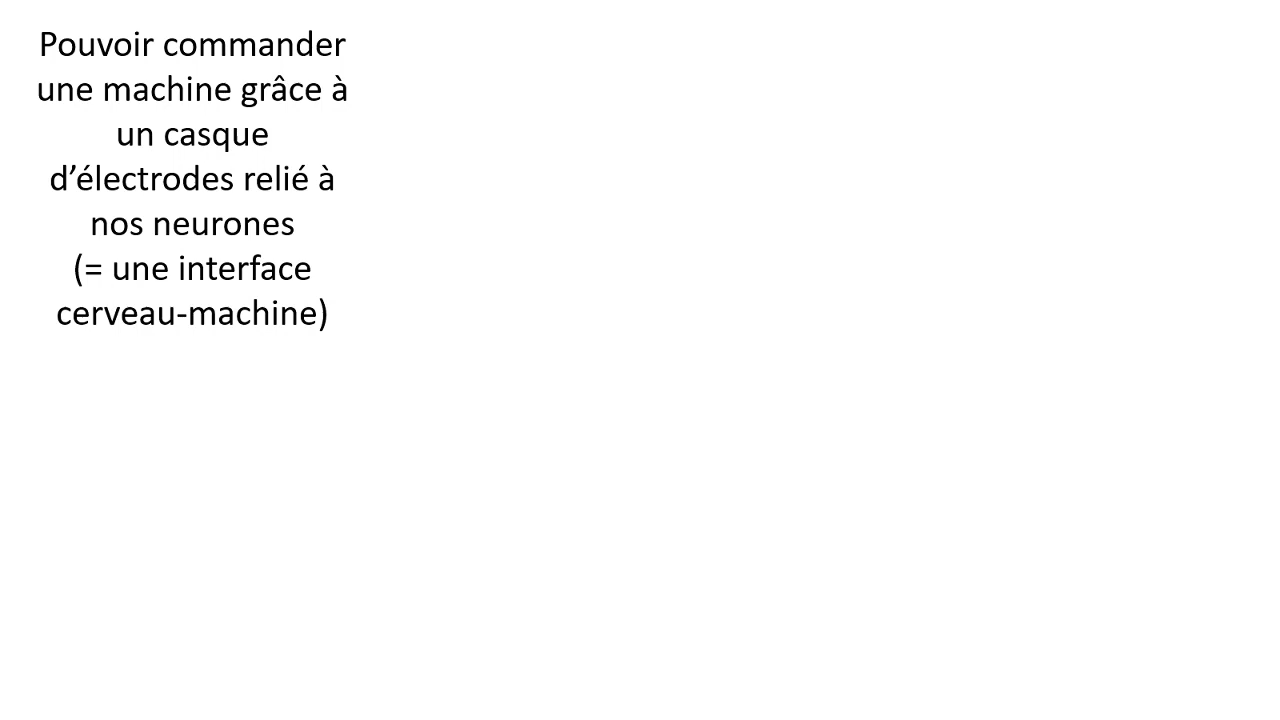 Pouvoir commander
une machine grâce à
un casque
d’électrodes relié à
nos neurones
(= une interface
cerveau-machine)